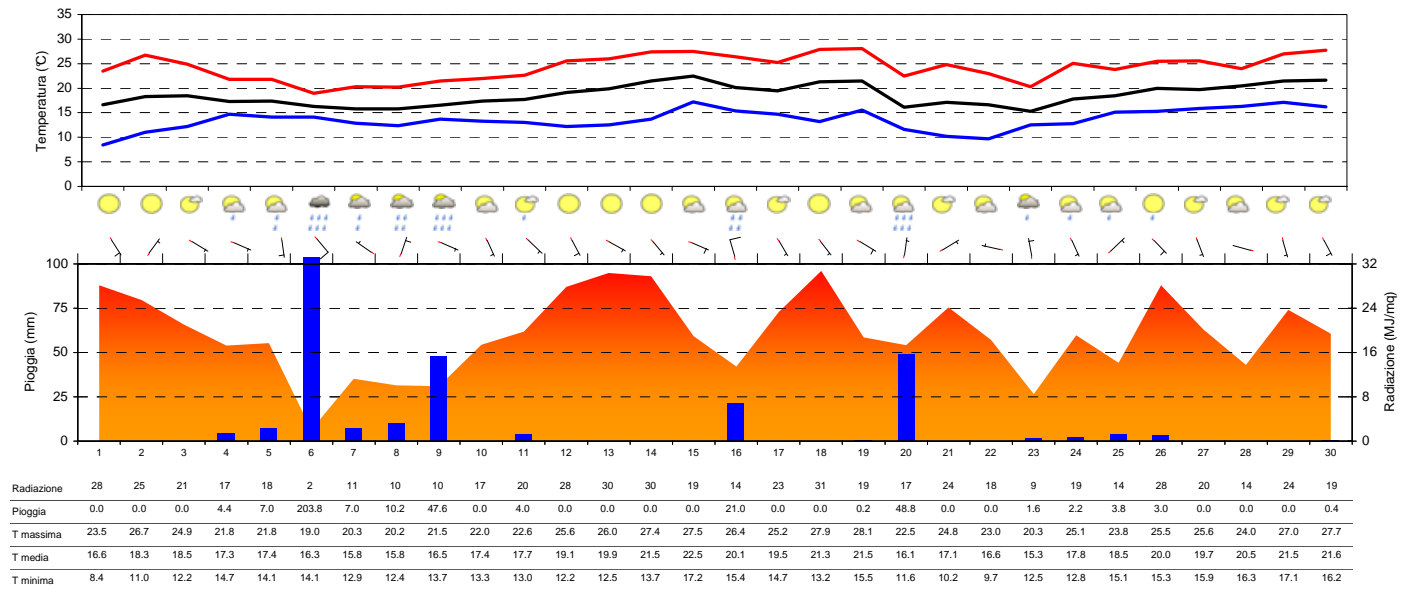 35
30
25
20
15
10
5
0
Temperatura (°C)
100
75
50
25
0
Pioggia (mm)
32
24
16
8
0
Radiazione (MJ/mq)
1 2 3 4 5 6 7 8 9 10 11 12 13 14 15 16 17 18 19 20 21 22 23 24 25 26 27 28 29 30
Radiazione 28 25 21 17 18 2 11 10 10 17 20 28 30 30 19 14 23 31 19 17 24 18 9 19 14 28 20 14 24 19
Pioggia 0.0 0.0 0.0 4.4 7.0 203.8 7.0 10.2 47.6 0.0 4.0 0.0 0.0 0.0 0.0 21.0 0.0 0.0 0.2 48.8 0.0 0.0 1.6 2.2 3.8 3.0 0.0 0.0 0.0 0.4
T massima 23.5 26.7 24.9 21.8 21.8 19.0 20.3 20.2 21.5 22.0 22.6 25.6 26.0 27.4 27.5 26.4 25.2 27.9 28.1 22.5 24.8 23.0 20.3 25.1 23.8 25.5 25.6 24.0 27.0 27.7
T media 16.6 18.3 18.5 17.3 17.4 16.3 15.8 15.8 16.5 17.4 17.7 19.1 19.9 21.5 22.5 20.1 19.5 21.3 21.5 16.1 17.1 16.6 15.3 17.8 18.5 20.0 19.7 20.5 21.5 21.6
T minima 8.4 11.0 12.2 14.7 14.1 14.1 12.9 12.4 13.7 13.3 13.0 12.2 12.5 13.7 17.2 15.4 14.7 13.2 15.5 11.6 10.2 9.7 12.5 12.8 15.1 15.3 15.9 16.3 17.1 16.2